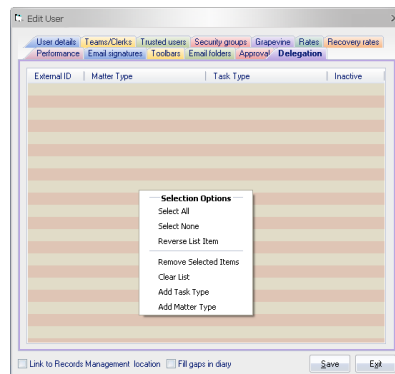 Edit User
User details Teams/Clerks Trusted users Security groups Grapevine Rates Recovery rates
Performance Email signatures Toolbars Email folders Approval Delegation
External ID Matter Type Task Type Inactive
Selection Options
Select All
Select None
Reverse List Item
Remove Selected Items
Clear List
Add Task Type
Add Matter Type
Link to Records Management location Fill gaps in diary Save Exit